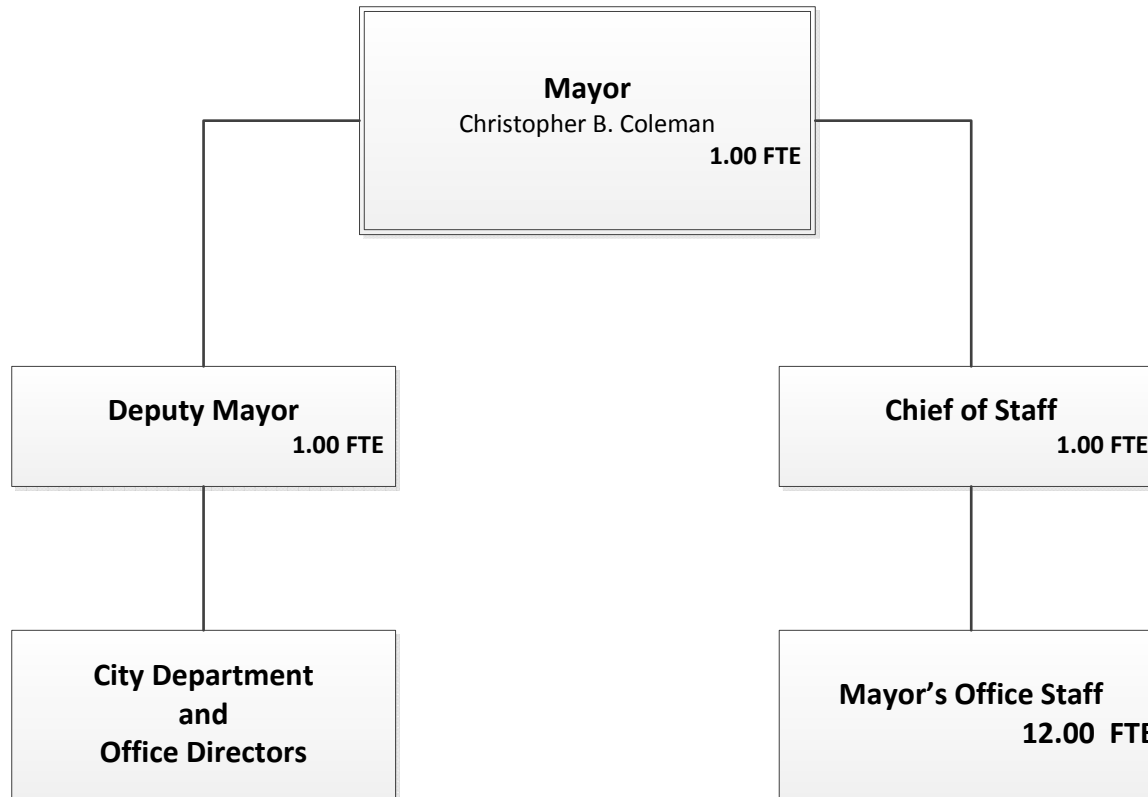 Mayor
Christopher B. Coleman
1.00 FTE
Deputy Mayor
1.00 FTE
Chief of Staff
1.00 FTE
City Department
and
Office Directors
Mayor’s Office Staff
12.00 FTE